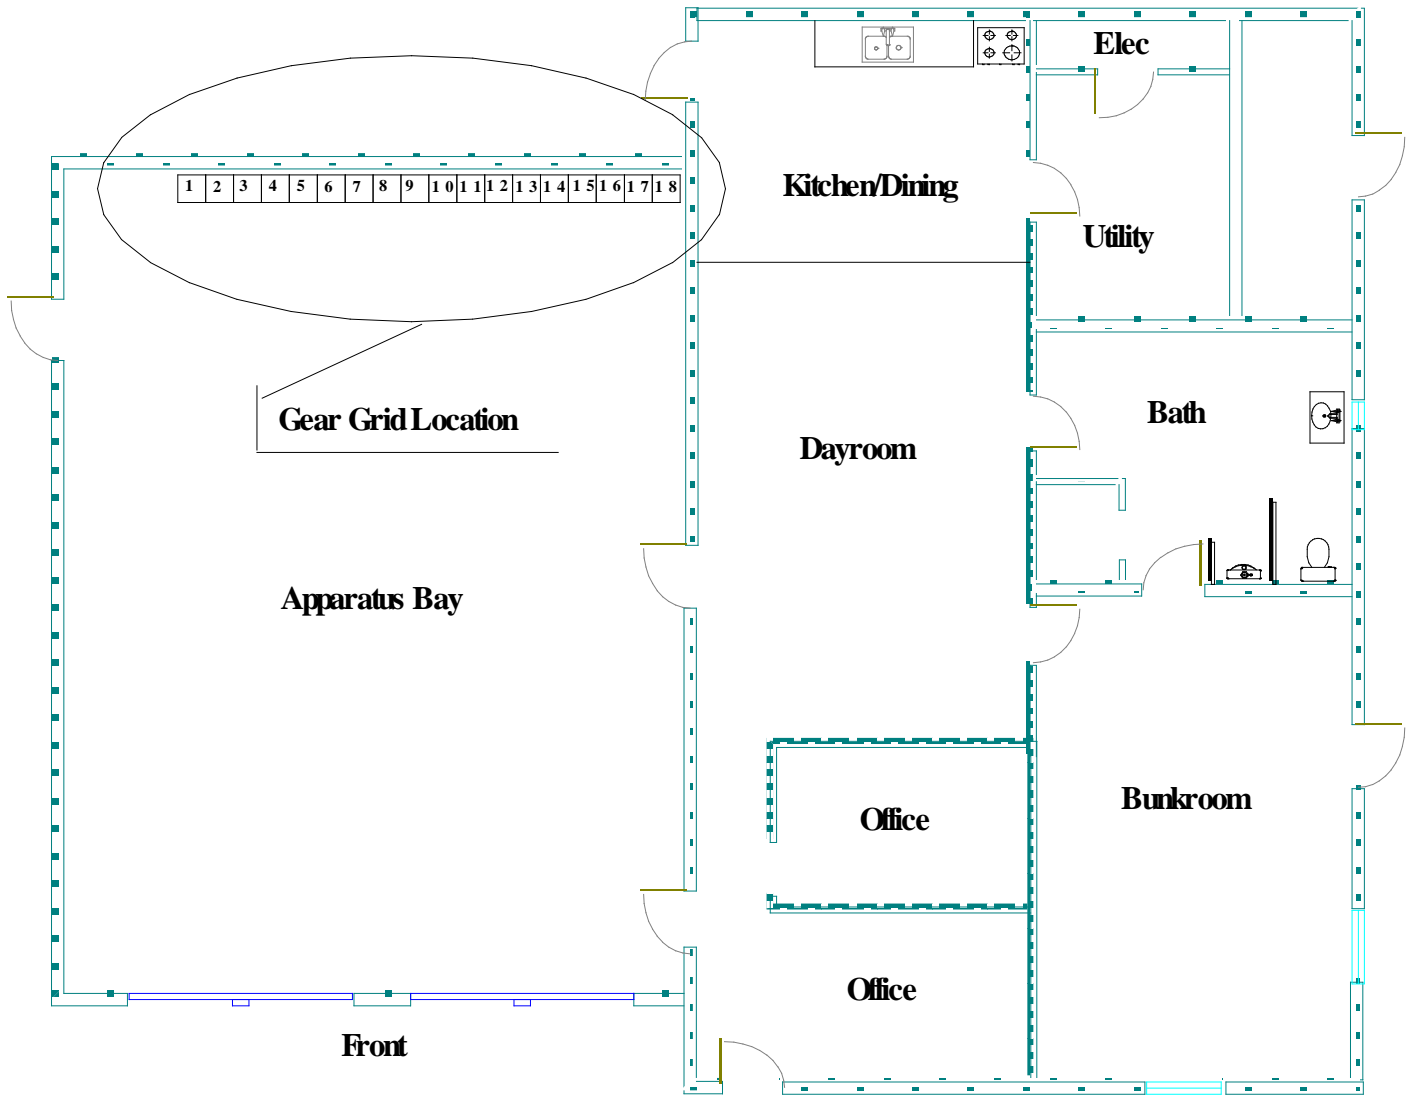 Elec
1 2 3 4 5 6 7 8 9 10 11 12 13 14 15 16 17 18
Kitchen/Dining
Utility
Gear Grid Location
Bath
Dayroom
Apparatus Bay
Bunkroom
Office
Office
Front